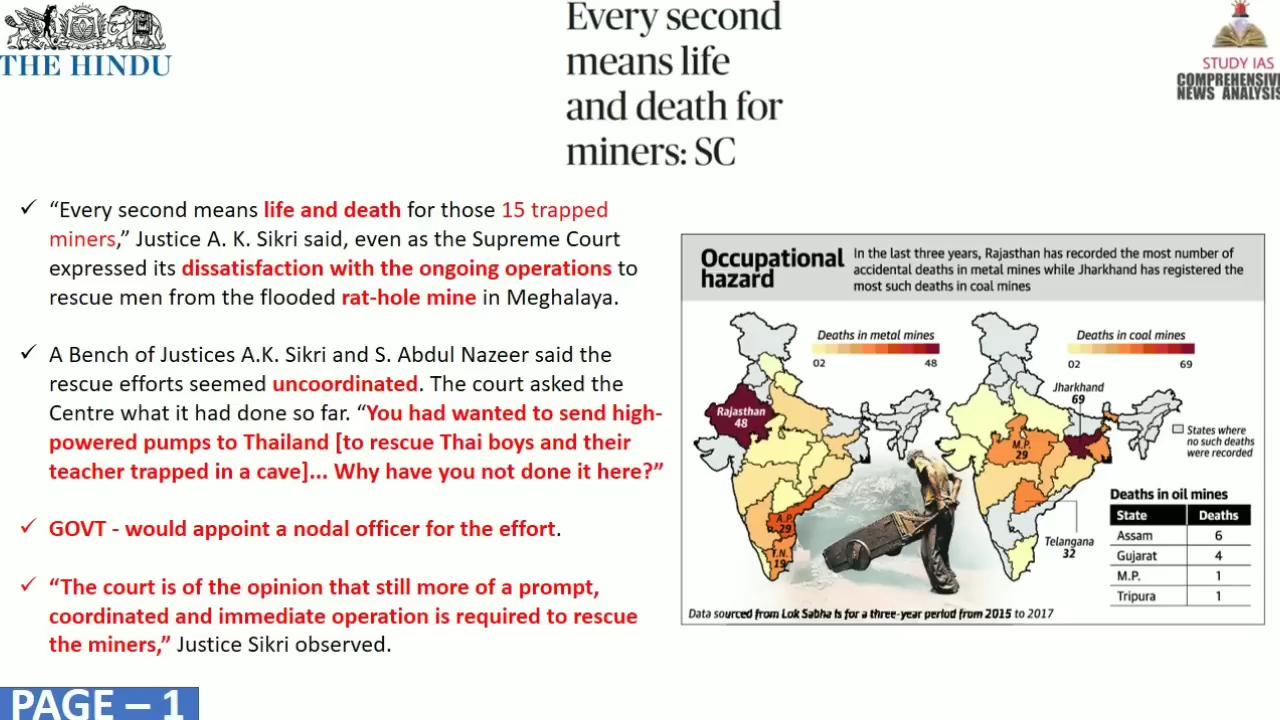 THE HINDU
Every second
means life
and death for
miners: SC
STUDY IAS
COMPREHENSIVE
NEWS ANALYSIS
✓ “Every second means life and death for those 15 trapped
miners,” Justice A. K. Sikri said, even as the Supreme Court
expressed its dissatisfaction with the ongoing operations to
rescue men from the flooded rat-hole mine in Meghalaya.
✓ A Bench of Justices A.K. Sikri and S. Abdul Nazeer said the
rescue efforts seemed uncoordinated. The court asked the
Centre what it had done so far. “You had wanted to send high-
powered pumps to Thailand [to rescue Thai boys and their
teacher trapped in a cave]... Why have you not done it here?”
✓ GOVT - would appoint a nodal officer for the effort.
✓ “The court is of the opinion that still more of a prompt,
coordinated and immediate operation is required to rescue
the miners,” Justice Sikri observed.
Occupational
hazard
In the last three years, Rajasthan has recorded the most number of
accidental deaths in metal mines while Jharkhand has registered the
most such deaths in coal mines
Deaths in metal mines
02 48
Rajasthan
48
A.P.
29
T.N.
19
Deaths in coal mines
02 69
Jharkhand
69
M.P.
29
Telangana
32
States where
no such deaths
were recorded
Deaths in oil mines
State Deaths
Assam 6
Gujarat 4
M.P. 1
Tripura 1
Data sourced from Lok Sabha is for a three-year period from 2015 to 2017
PAGE – 1